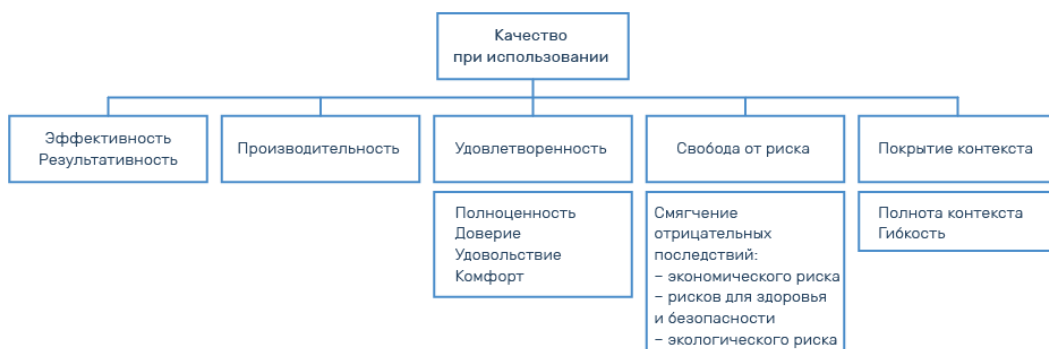 Качество
при использовании
Эффективность
Результативность
Производительность
Удовлетворенность
Свобода от риска
Покрытие контекста
Полноценность
Доверие
Удовольствие
Комфорт
Смягчение
отрицательных
последствий:
– экономического риска
– рисков для здоровья
и безопасности
– экологического риска
Полнота контекста
Гибкость